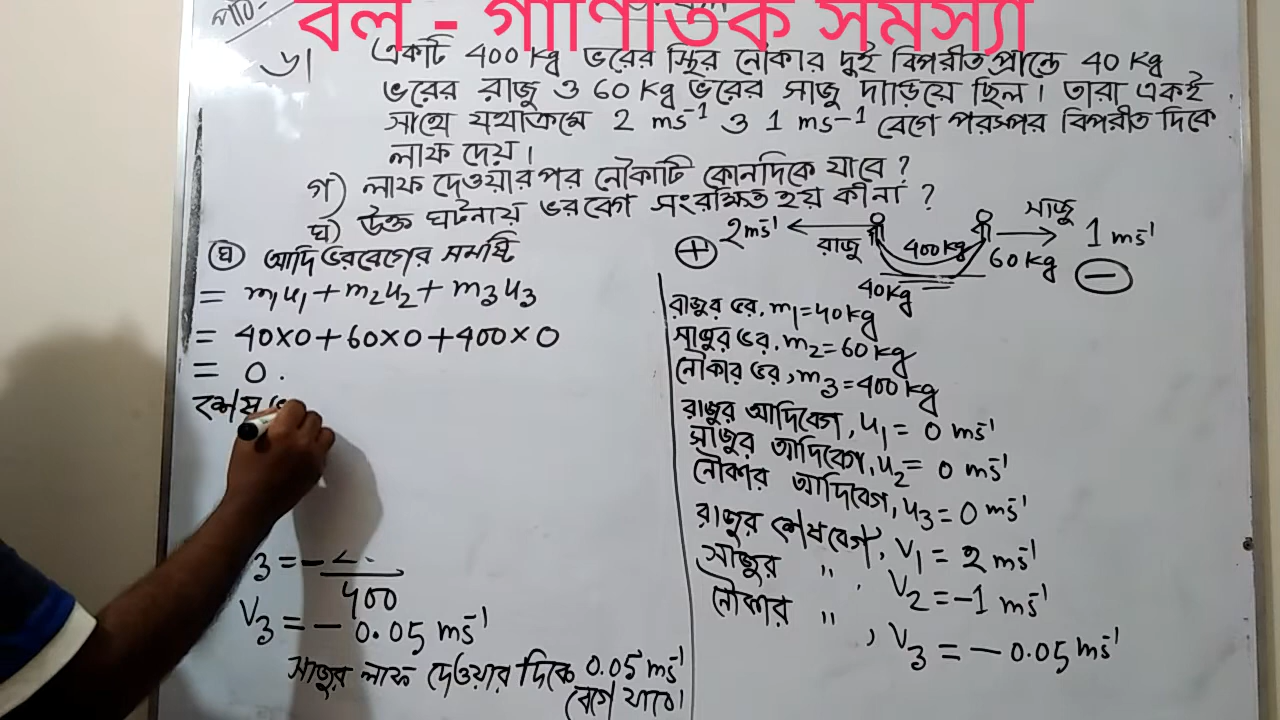 বল - গাণিতিক সমস্যা
৬। একটি 400 kg ভরের স্থির নৌকার দুই বিপরীত প্রান্তে 40 kg
ভরের রাজু ও 60 kg ভরের সাজু দাড়িয়ে ছিল। তারা একই
সাথে যথাক্রমে 2 ms⁻¹ ও 1 ms⁻¹ বেগে পরস্পর বিপরীত দিকে
লাফ দেয়।
গ) লাফ দেওয়ার পর নৌকাটি কোনদিকে যাবে?
ঘ) উক্ত ঘটনায় ভরবেগ সংরক্ষিত হয় কীনা?
ঘ আদিভরবেগের সমষ্টি
= m₁u₁ + m₂u₂ + m₃u₃
= 40×0 + 60×0 + 400×0
= 0.
শেষ
3 = -
400
V₃ = - 0.05 ms⁻¹
সাজুর লাফ দেওয়ার দিকে 0.05 ms⁻¹
বেগে যাবে।
+ 2ms⁻¹ রাজু 400kg সাজু 1 ms⁻¹
40kg 60 kg -
রাজুর ভর, m₁ = 40 kg
সাজুর ভর, m₂ = 60 kg
নৌকার ভর, m₃ = 400 kg
রাজুর আদিবেগ, u₁ = 0 ms⁻¹
সাজুর আদিবেগ, u₂ = 0 ms⁻¹
নৌকার আদিবেগ, u₃ = 0 ms⁻¹
রাজুর শেষবেগ, V₁ = 2 ms⁻¹
সাজুর " , V₂ = -1 ms⁻¹
নৌকার " , V₃ = - 0.05 ms⁻¹